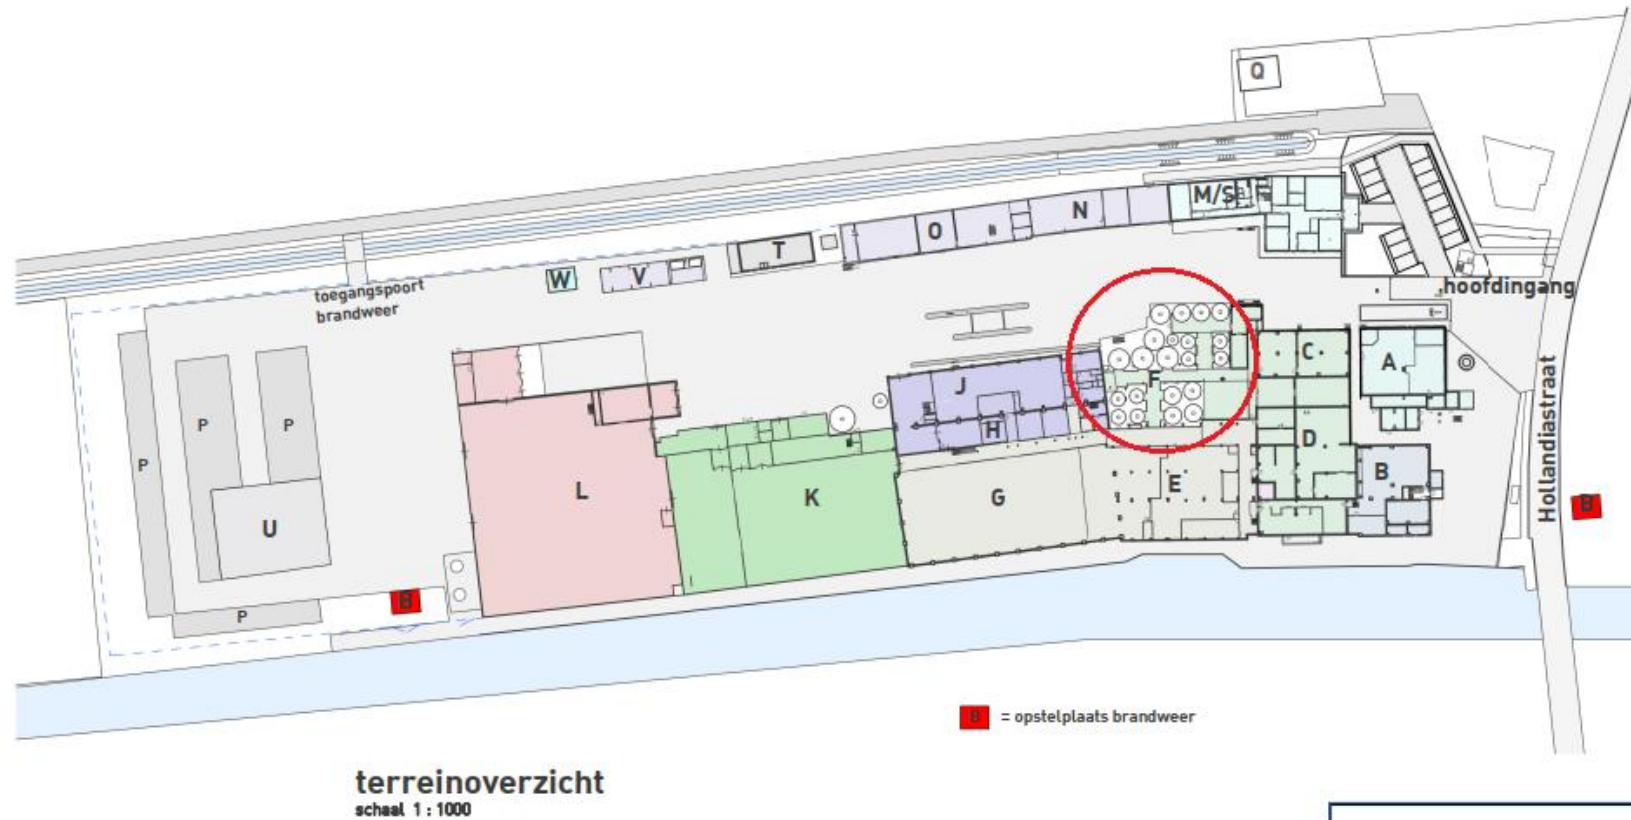 Q
M/S
N
O
T
V
W
toegangspoort
brandweer
hoofdingang
C
A
F
J
H
D
B
E
G
K
L
P
P
P
U
P
B
B
Hollandiastraat
B = opstelplaats brandweer
terreinoverzicht
schaal 1 : 1000